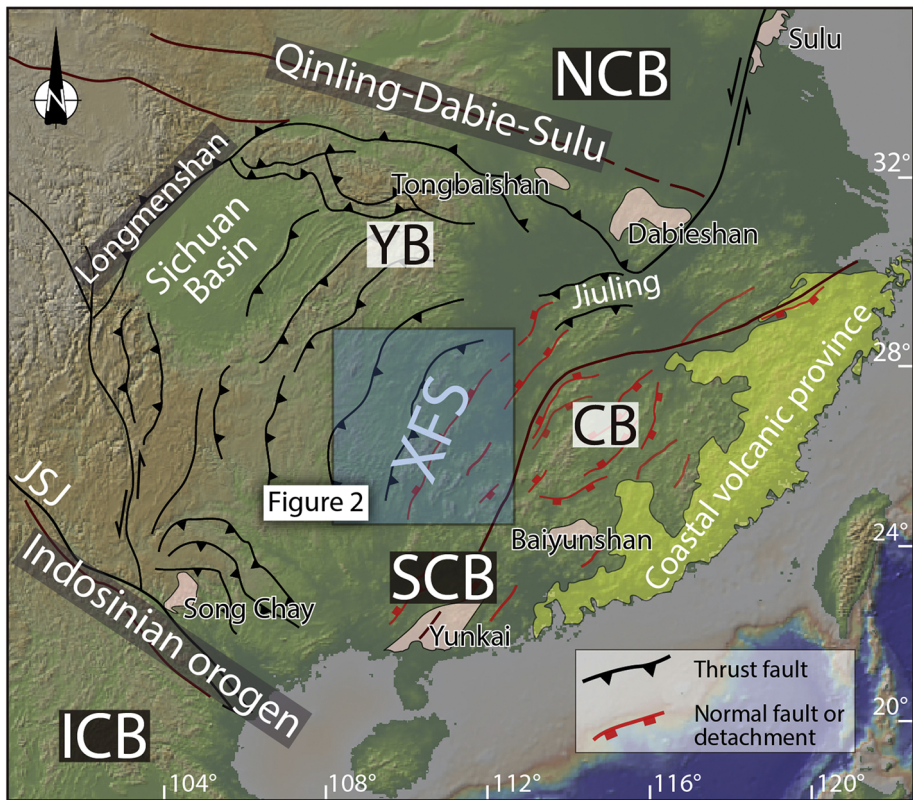 Sulu
NCB
Qinling-Dabie-Sulu
N
32°
Longmenshan
Tongbaishan
Sichuan
Basin
YB
Dabieshan
Jiuling
28°
XFS
CB
Coastal volcanic province
JSJ
Figure 2
24°
Baiyunshan
SCB
Indosinian orogen
Song Chay
Yunkai
Thrust fault
Normal fault or
detachment
20°
ICB
104°
108°
112°
116°
120°